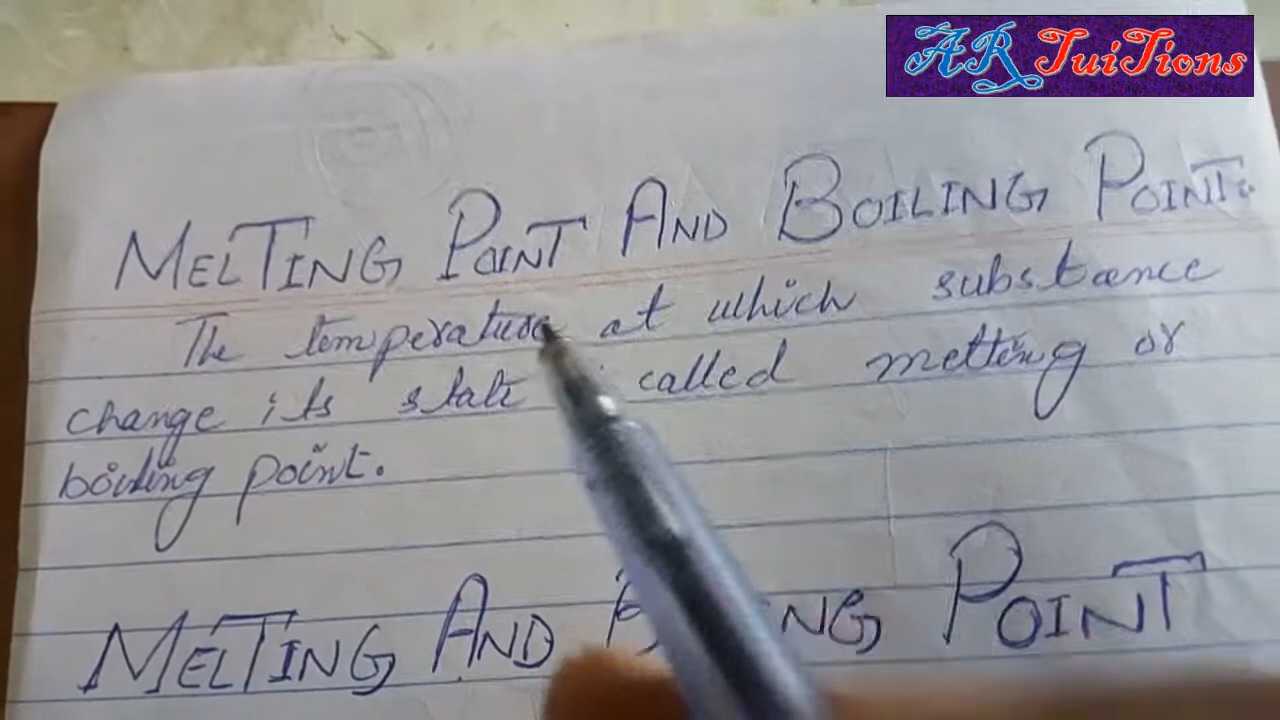 AR TuiTions
MELTING POINT AND BOILING POINT:
The temperature at which substance
change its state called melting or
boiling point.
MELTING AND POINT